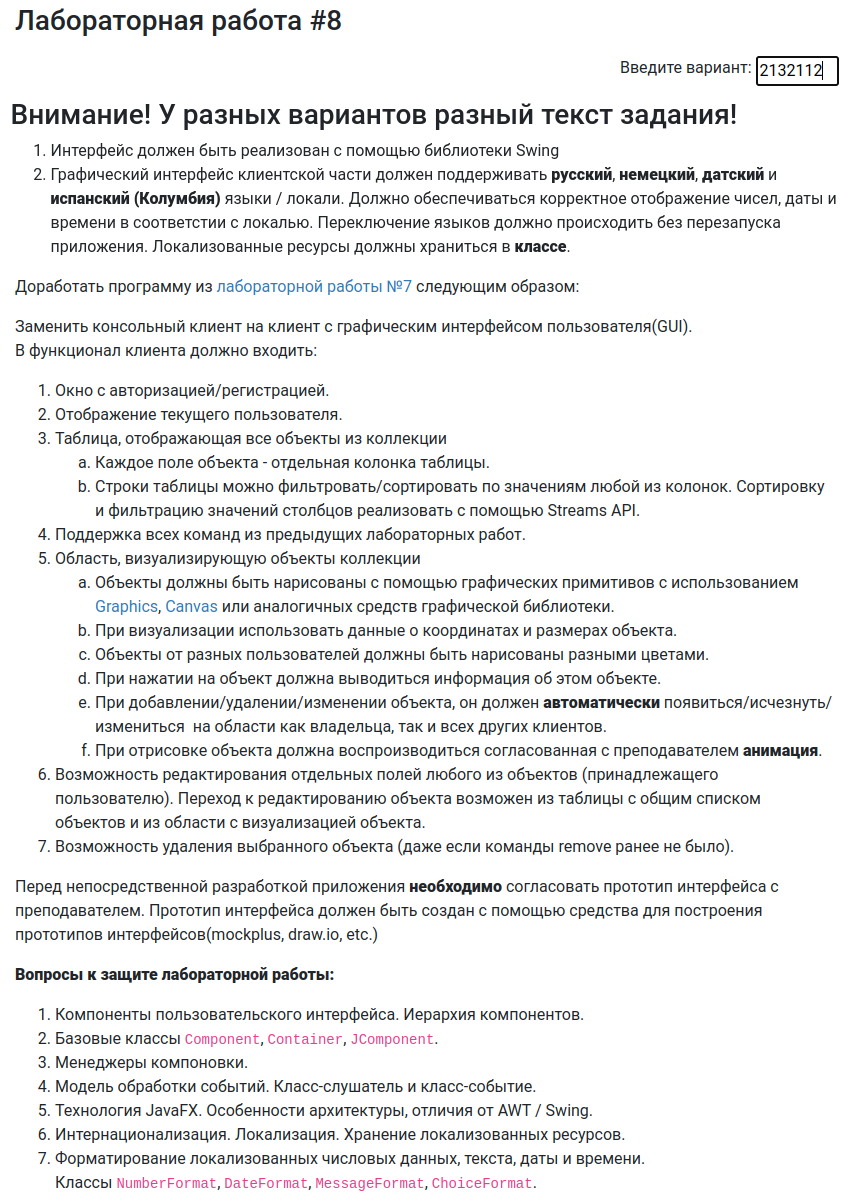 Лабораторная работа #8
Введите вариант: 2132112
Внимание! У разных вариантов разный текст задания!
1. Интерфейс должен быть реализован с помощью библиотеки Swing
2. Графический интерфейс клиентской части должен поддерживать русский, немецкий, датский и
испанский (Колумбия) языки / локали. Должно обеспечиваться корректное отображение чисел, даты и
времени в соответстии с локалью. Переключение языков должно происходить без перезапуска
приложения. Локализованные ресурсы должны храниться в классе.
Доработать программу из лабораторной работы №7 следующим образом:
Заменить консольный клиент на клиент с графическим интерфейсом пользователя(GUI).
В функционал клиента должно входить:
1. Окно с авторизацией/регистрацией.
2. Отображение текущего пользователя.
3. Таблица, отображающая все объекты из коллекции
a. Каждое поле объекта - отдельная колонка таблицы.
b. Строки таблицы можно фильтровать/сортировать по значениям любой из колонок. Сортировку
и фильтрацию значений столбцов реализовать с помощью Streams API.
4. Поддержка всех команд из предыдущих лабораторных работ.
5. Область, визуализирующую объекты коллекции
a. Объекты должны быть нарисованы с помощью графических примитивов с использованием
Graphics, Canvas или аналогичных средств графической библиотеки.
b. При визуализации использовать данные о координатах и размерах объекта.
c. Объекты от разных пользователей должны быть нарисованы разными цветами.
d. При нажатии на объект должна выводиться информация об этом объекте.
e. При добавлении/удалении/изменении объекта, он должен автоматически появиться/исчезнуть/
измениться на области как владельца, так и всех других клиентов.
f. При отрисовке объекта должна воспроизводиться согласованная с преподавателем анимация.
6. Возможность редактирования отдельных полей любого из объектов (принадлежащего
пользователю). Переход к редактированию объекта возможен из таблицы с общим списком
объектов и из области с визуализацией объекта.
7. Возможность удаления выбранного объекта (даже если команды remove ранее не было).
Перед непосредственной разработкой приложения необходимо согласовать прототип интерфейса с
преподавателем. Прототип интерфейса должен быть создан с помощью средства для построения
прототипов интерфейсов(mockplus, draw.io, etc.)
Вопросы к защите лабораторной работы:
1. Компоненты пользовательского интерфейса. Иерархия компонентов.
2. Базовые классы Component, Container, JComponent.
3. Менеджеры компоновки.
4. Модель обработки событий. Класс-слушатель и класс-событие.
5. Технология JavaFX. Особенности архитектуры, отличия от AWT / Swing.
6. Интернационализация. Локализация. Хранение локализованных ресурсов.
7. Форматирование локализованных числовых данных, текста, даты и времени.
Классы NumberFormat, DateFormat, MessageFormat, ChoiceFormat.